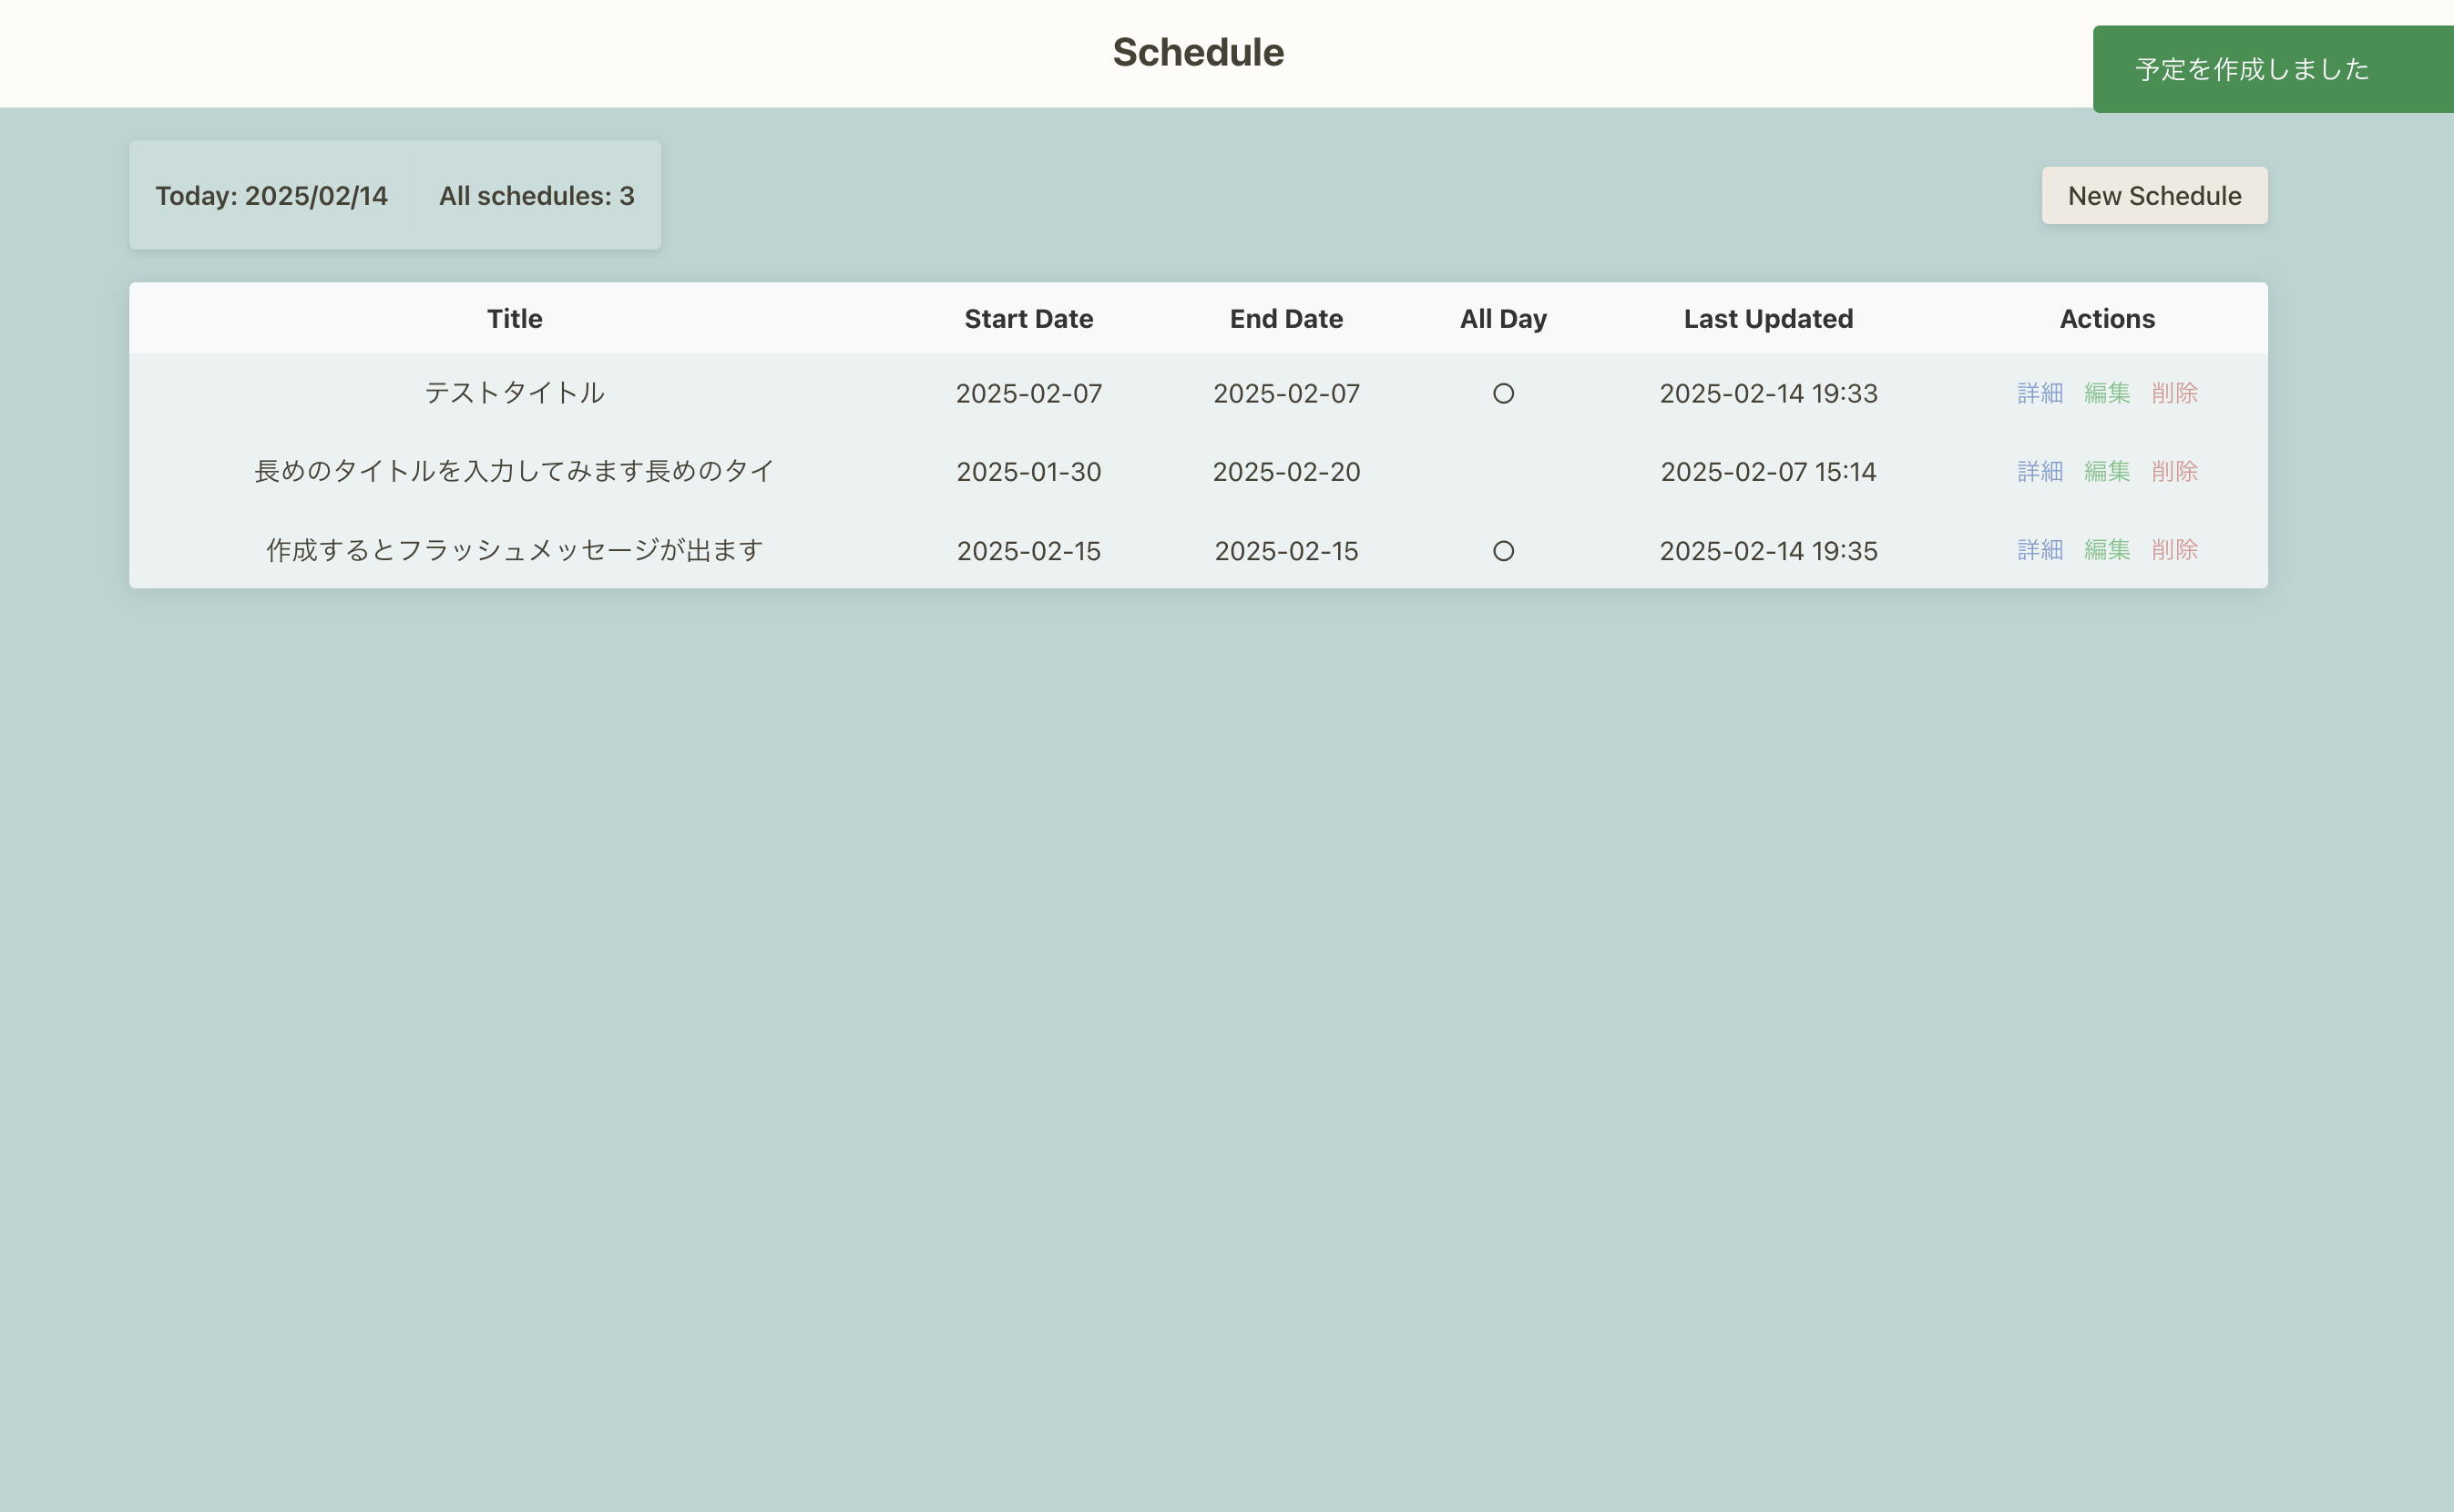 Schedule
予定を作成しました
Today: 2025/02/14 All schedules: 3
New Schedule
Title Start Date End Date All Day Last Updated Actions
テストタイトル 2025-02-07 2025-02-07 ○ 2025-02-14 19:33 詳細 編集 削除
長めのタイトルを入力してみます長めのタイ 2025-01-30 2025-02-20 2025-02-07 15:14 詳細 編集 削除
作成するとフラッシュメッセージが出ます 2025-02-15 2025-02-15 ○ 2025-02-14 19:35 詳細 編集 削除